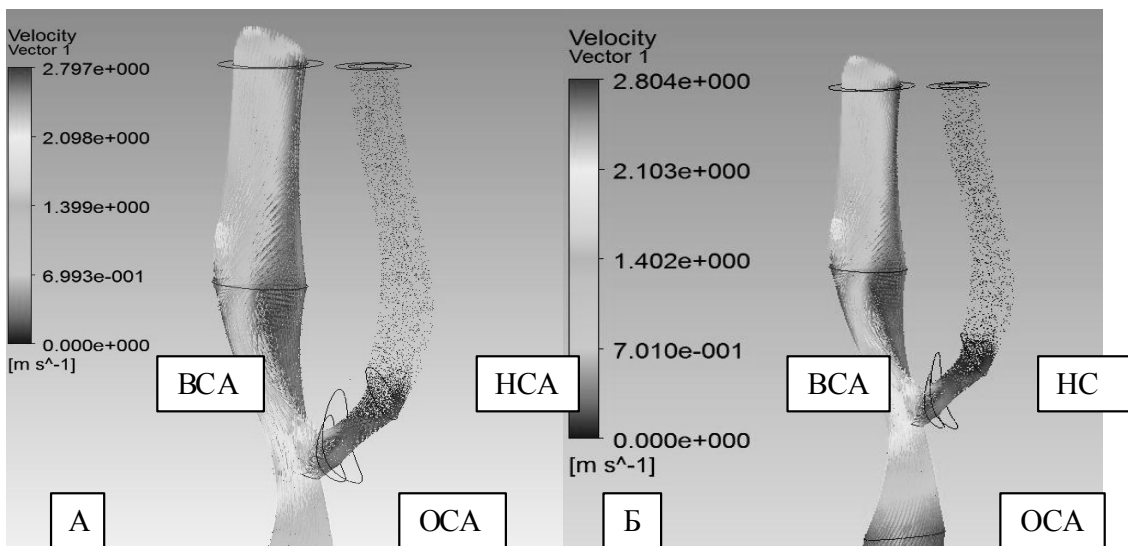 Velocity
Vector 1
2.797e+000
2.098e+000
1.399e+000
6.993e-001
0.000e+000
[m s^-1]
ВСА
НСА
А
ОСА
Velocity
Vector 1
2.804e+000
2.103e+000
1.402e+000
7.010e-001
0.000e+000
[m s^-1]
ВСА
НС
Б
ОСА